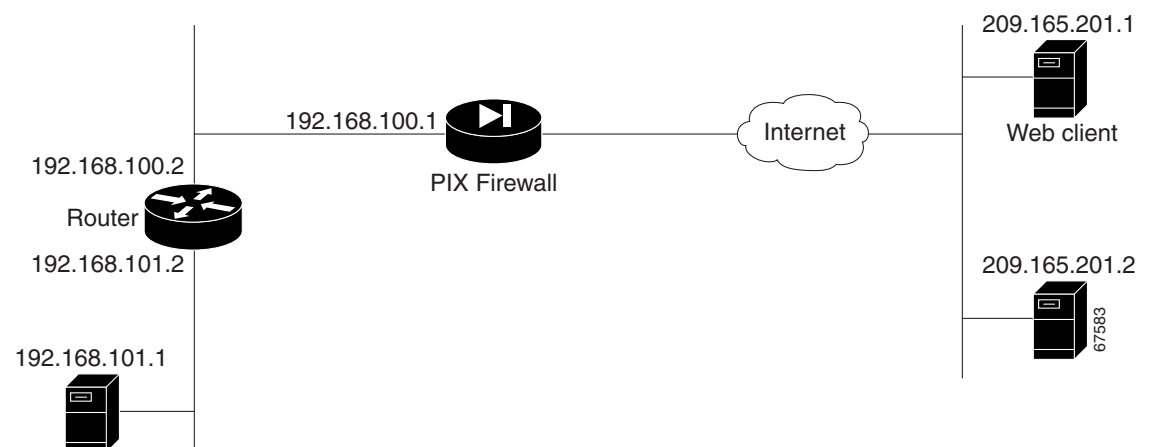 209.165.201.1
192.168.100.1
Internet
Web client
192.168.100.2
PIX Firewall
Router
192.168.101.2
209.165.201.2
67583
192.168.101.1